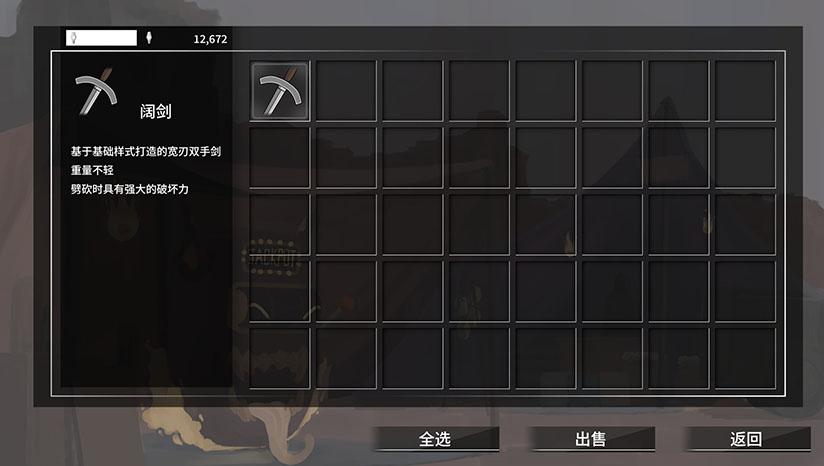 12,672
阔剑
基于基础样式打造的宽刃双手剑
重量不轻
劈砍时具有强大的破坏力
JACKPOT
全选
出售
返回